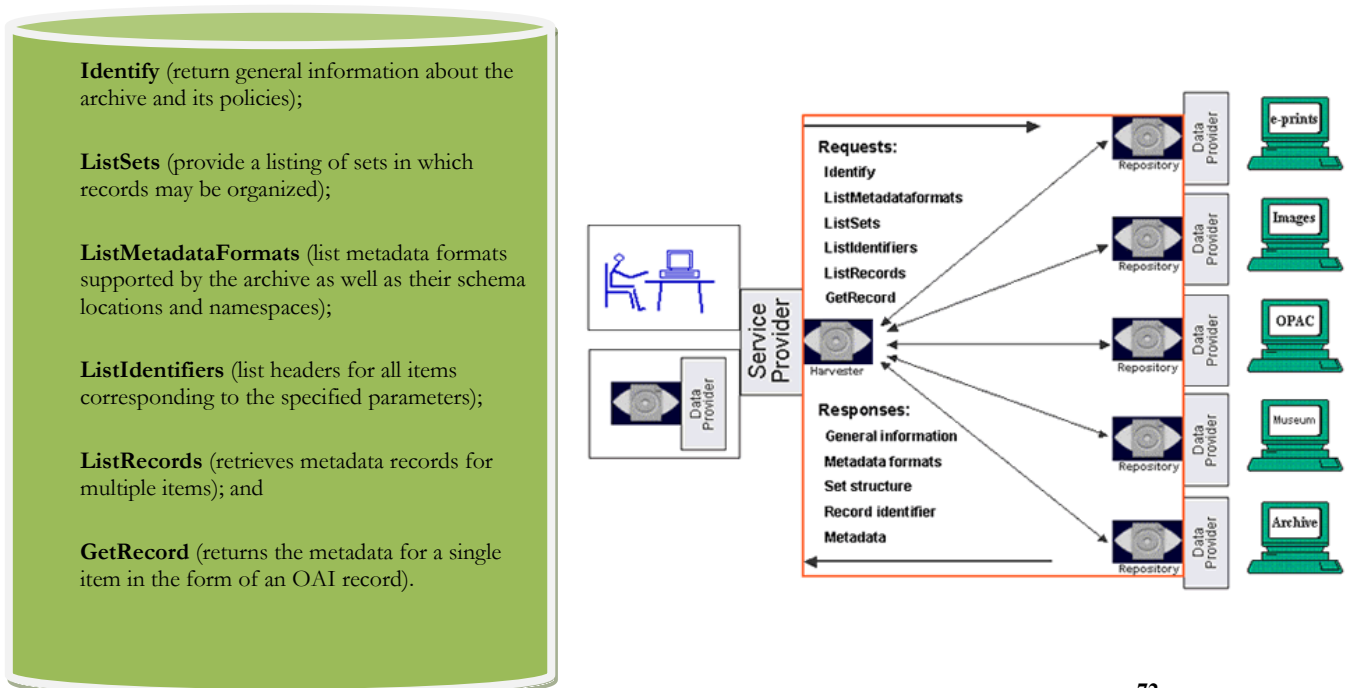 Identify (return general information about the
archive and its policies);
ListSets (provide a listing of sets in which
records may be organized);
ListMetadataFormats (list metadata formats
supported by the archive as well as their schema
locations and namespaces);
ListIdentifiers (list headers for all items
corresponding to the specified parameters);
ListRecords (retrieves metadata records for
multiple items); and
GetRecord (returns the metadata for a single
item in the form of an OAI record).
Data
Provider
Service
Provider
Requests:
Identify
ListMetadataformats
ListSets
ListIdentifiers
ListRecords
GetRecord
Harvester
Responses:
General information
Metadata formats
Set structure
Record identifier
Metadata
Repository
Data
Provider
e-prints
Repository
Data
Provider
Images
Repository
Data
Provider
OPAC
Repository
Data
Provider
Museum
Repository
Data
Provider
Archive